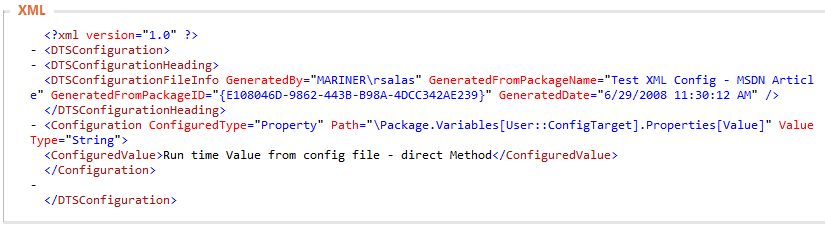 XML
<?xml version="1.0" ?>
- <DTSConfiguration>
- <DTSConfigurationHeading>
<DTSConfigurationFileInfo GeneratedBy="MARINER\rsalas" GeneratedFromPackageName="Test XML Config - MSDN Articl
e" GeneratedFromPackageID="{E108046D-9862-443B-B98A-4DCC342AE239}" GeneratedDate="6/29/2008 11:30:12 AM" />
</DTSConfigurationHeading>
- <Configuration ConfiguredType="Property" Path="\Package.Variables[User::ConfigTarget].Properties[Value]" Value
Type="String">
<ConfiguredValue>Run time Value from config file - direct Method</ConfiguredValue>
</Configuration>
-
</DTSConfiguration>